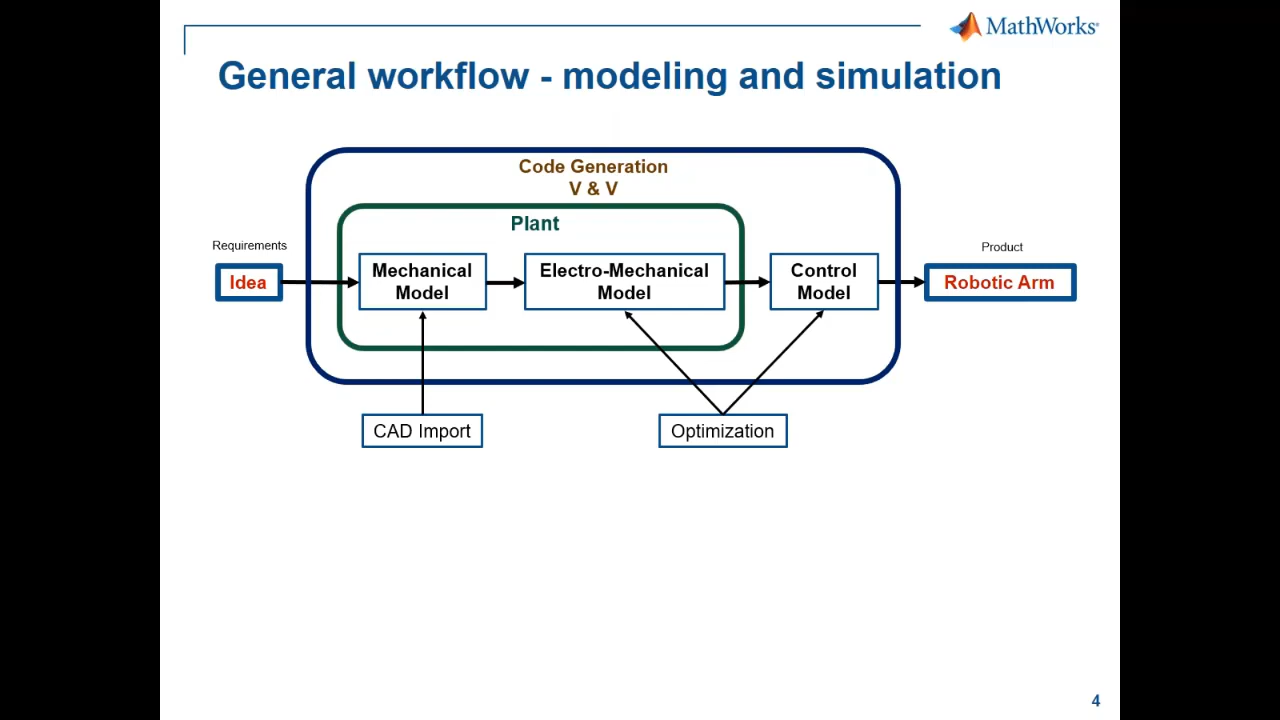 MathWorks®
General workflow - modeling and simulation
Code Generation
V & V
Plant
Requirements
Product
Idea
Mechanical
Model
Electro-Mechanical
Model
Control
Model
Robotic Arm
CAD Import
Optimization
4